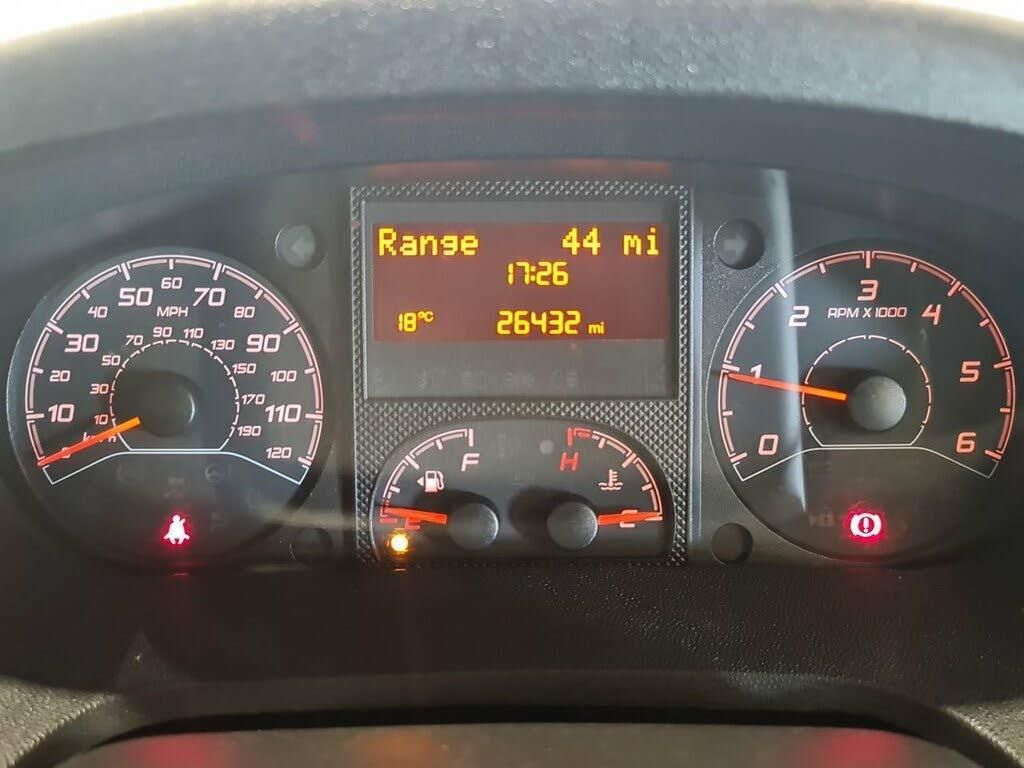 Range 44 mi
17:26
18°C 26432 mi
10 20 30 40 50 60 70 80 90 100 110 120
MPH
10 30 50 70 90 110 130 150 170 190
0 1 2 3 4 5 6
RPM X 1000
E F
H C